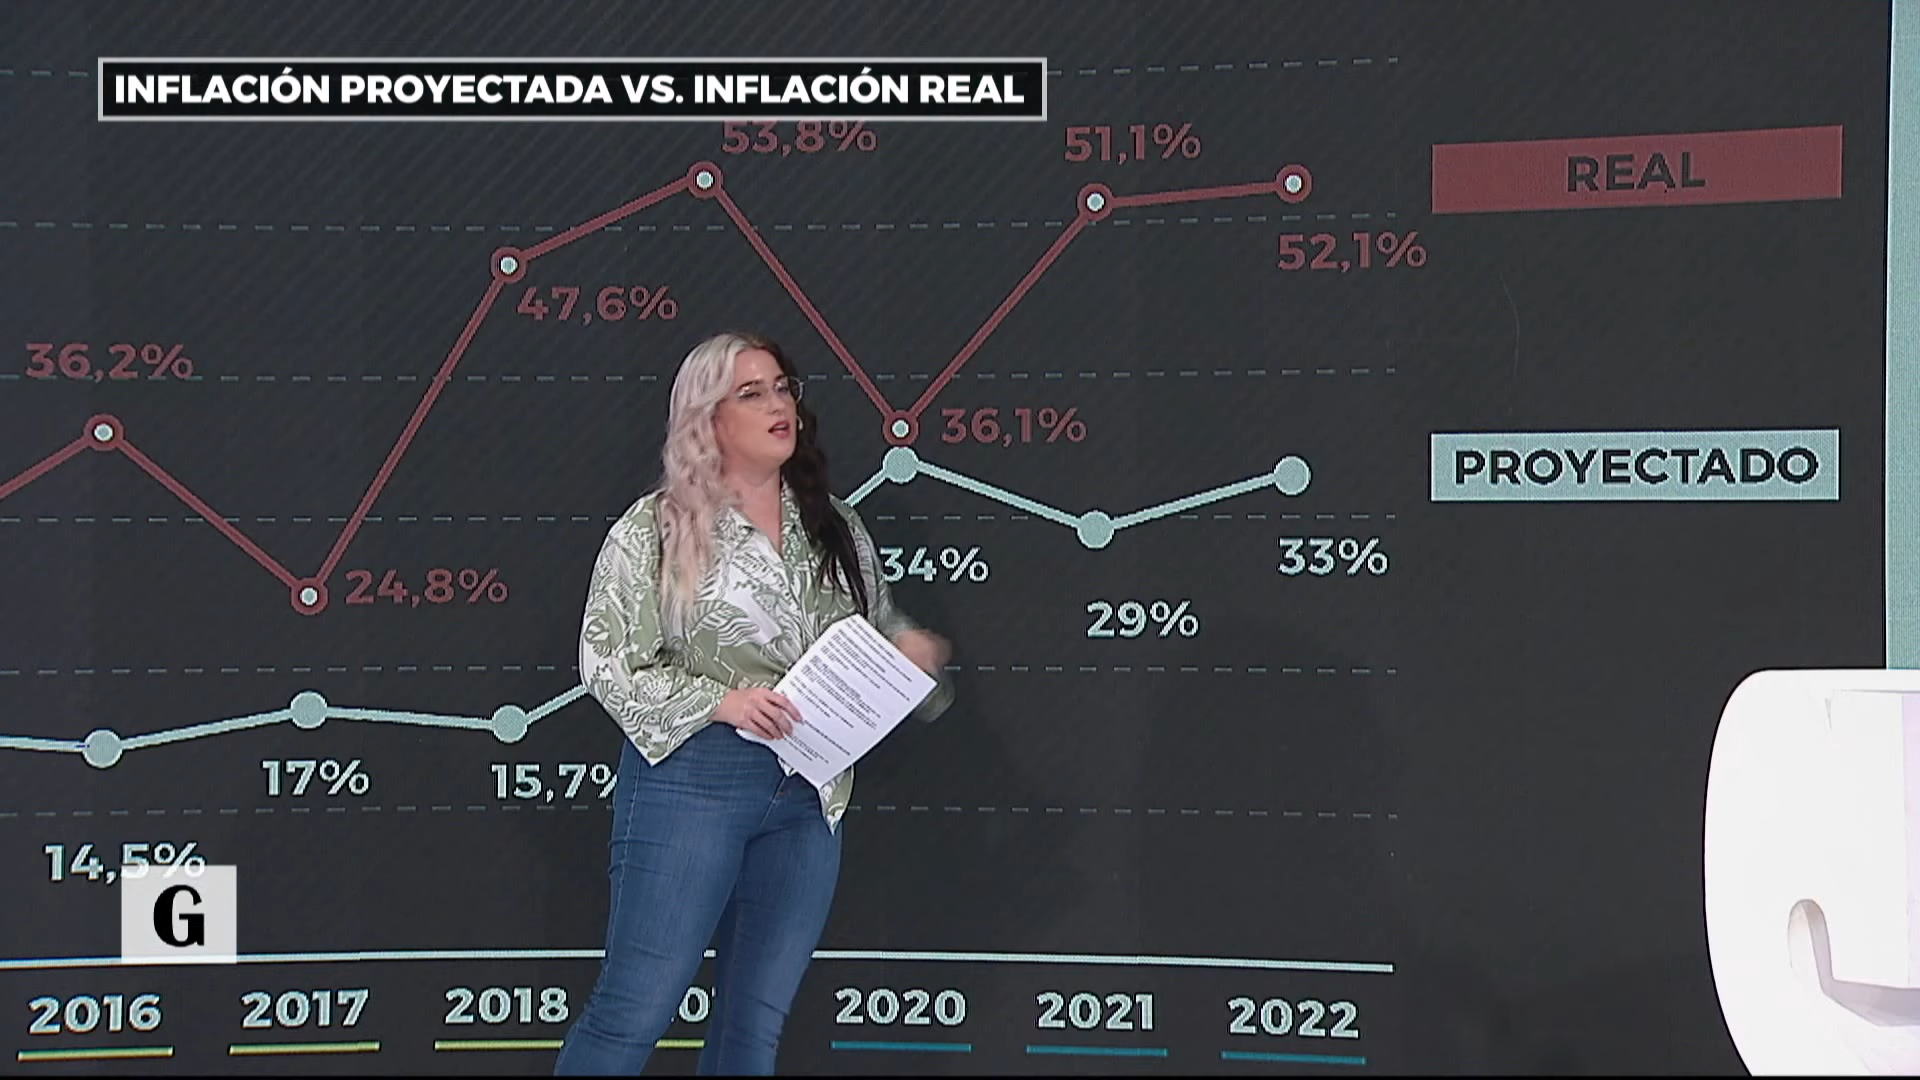 INFLACIÓN PROYECTADA VS. INFLACIÓN REAL
53,8%
51,1%
REAL
52,1%
47,6%
36,2%
36,1%
PROYECTADO
24,8%
34%
33%
29%
17%
15,7%
14,5%
G
2016 2017 2018 2020 2021 2022